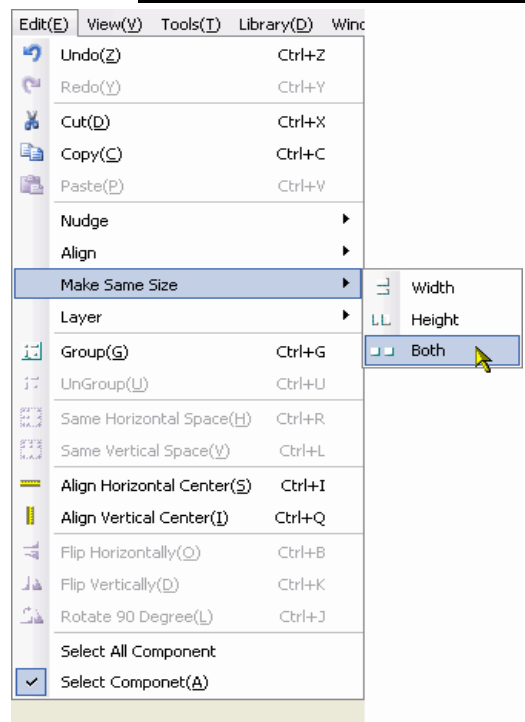 Edit(E) View(V) Tools(T) Library(D) Winc
Undo(Z) Ctrl+Z
Redo(Y) Ctrl+Y
Cut(D) Ctrl+X
Copy(C) Ctrl+C
Paste(P) Ctrl+V
Nudge
Align
Make Same Size
Width
Height
Both
Layer
Group(G) Ctrl+G
UnGroup(U) Ctrl+U
Same Horizontal Space(H) Ctrl+R
Same Vertical Space(V) Ctrl+L
Align Horizontal Center(S) Ctrl+I
Align Vertical Center(I) Ctrl+Q
Flip Horizontally(O) Ctrl+B
Flip Vertically(D) Ctrl+K
Rotate 90 Degree(L) Ctrl+J
Select All Component
Select Componet(A)